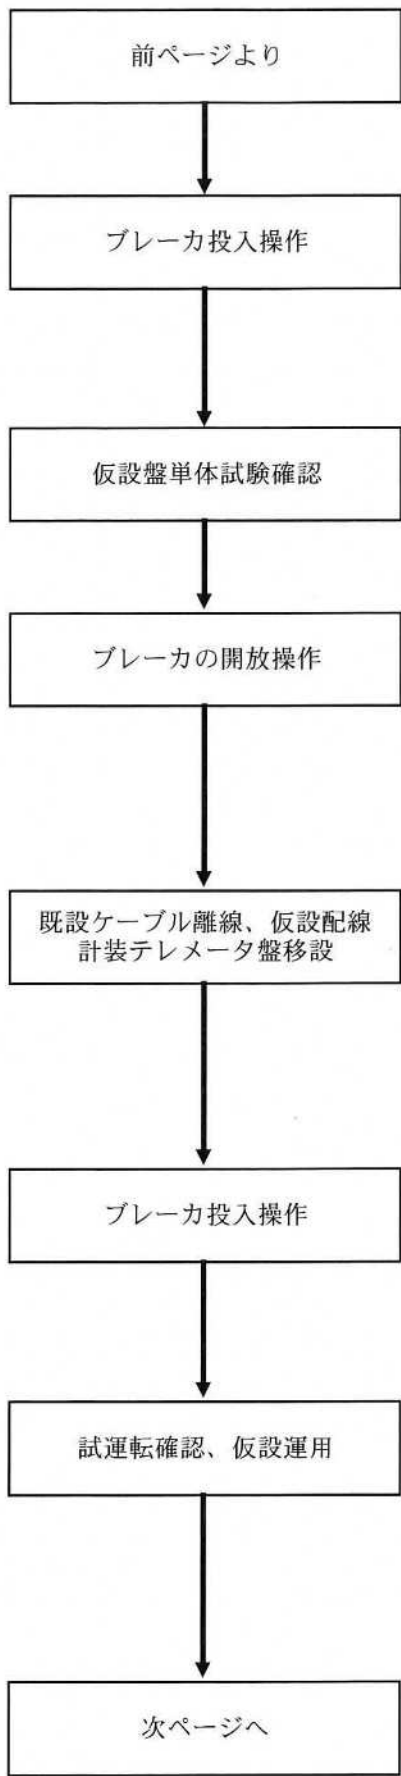 前ページより
ブレーカ投入操作
仮設盤単体試験確認
ブレーカの開放操作
既設ケーブル離線、仮設配線
計装テレメータ盤移設
ブレーカ投入操作
試運転確認、仮設運用
次ページへ